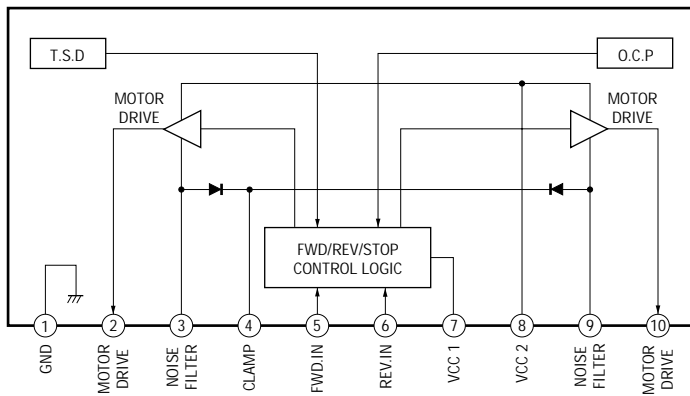 T.S.D
O.C.P
MOTOR
DRIVE
MOTOR
DRIVE
FWD/REV/STOP
CONTROL LOGIC
1
2
3
4
5
6
7
8
9
10
GND
MOTOR
DRIVE
NOISE
FILTER
CLAMP
FWD.IN
REV.IN
VCC 1
VCC 2
NOISE
FILTER
MOTOR
DRIVE